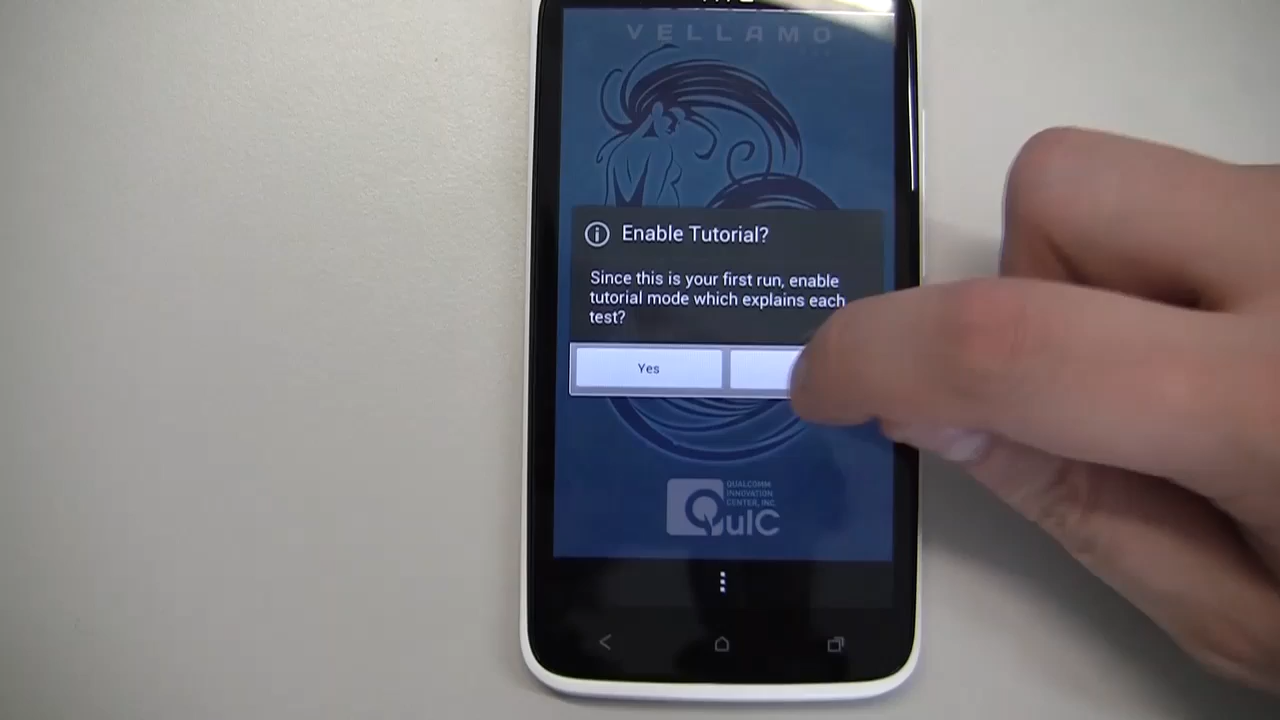 VELLAMO
Enable Tutorial?
Since this is your first run, enable
tutorial mode which explains each
test?
Yes
QUALCOMM
INNOVATION
CENTER, INC.
QuIC